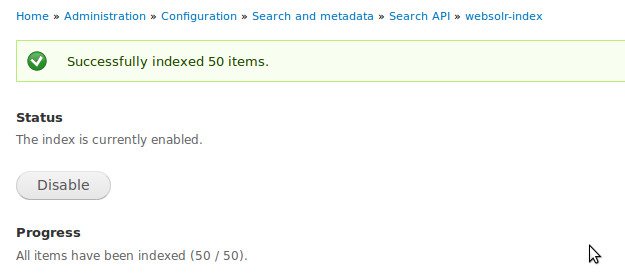 Home » Administration » Configuration » Search and metadata » Search API » websolr-index
Successfully indexed 50 items.
Status
The index is currently enabled.
Disable
Progress
All items have been indexed (50 / 50).